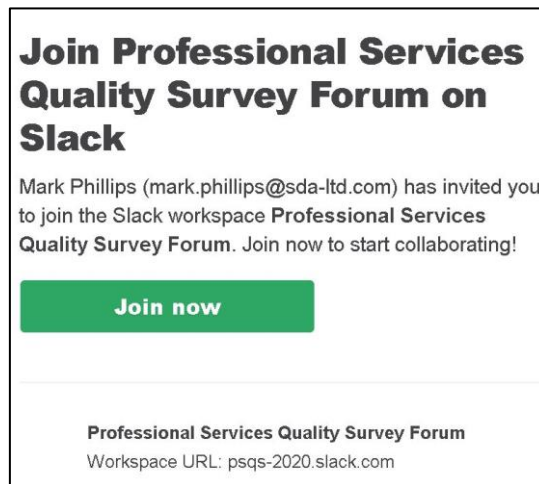 Join Professional Services
Quality Survey Forum on
Slack
Mark Phillips (mark.phillips@sda-ltd.com) has invited you
to join the Slack workspace Professional Services
Quality Survey Forum. Join now to start collaborating!
Join now
Professional Services Quality Survey Forum
Workspace URL: psqs-2020.slack.com